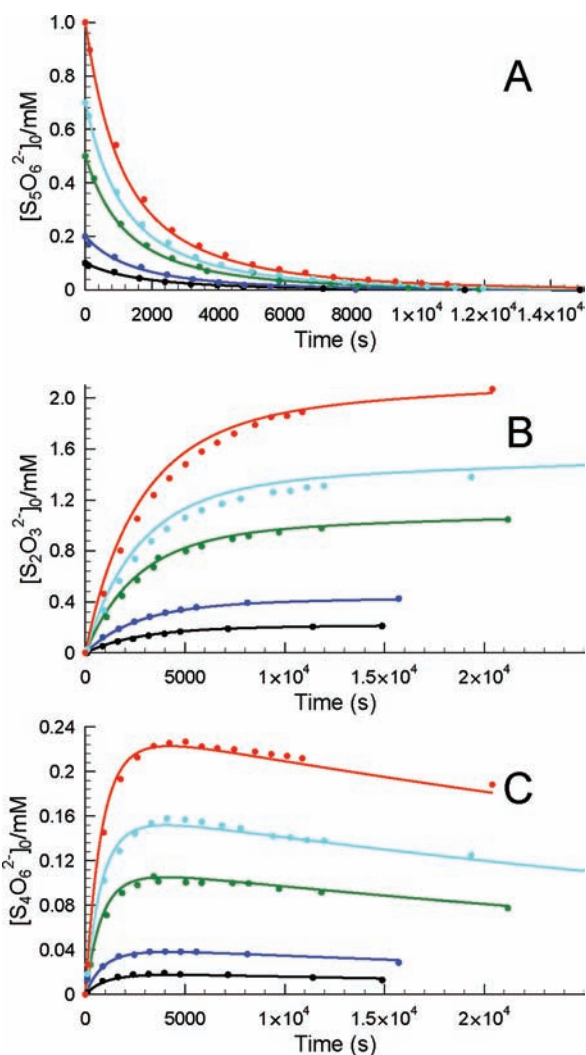 A
[S₅O₆²⁻]₀/mM
1.0
0.8
0.6
0.4
0.2
0
0 2000 4000 6000 8000 1×10⁴ 1.2×10⁴ 1.4×10⁴
Time (s)
B
[S₂O₃²⁻]₀/mM
2.0
1.6
1.2
0.8
0.4
0
0 5000 1×10⁴ 1.5×10⁴ 2×10⁴
Time (s)
C
[S₄O₆²⁻]₀/mM
0.24
0.20
0.16
0.12
0.08
0.04
0
0 5000 1×10⁴ 1.5×10⁴ 2×10⁴
Time (s)